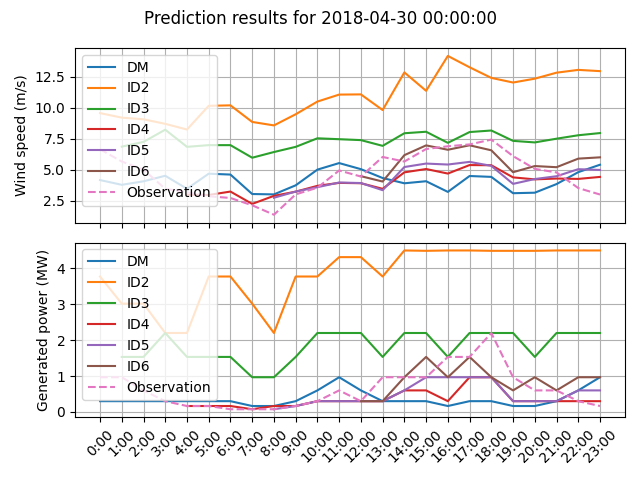 Prediction results for 2018-04-30 00:00:00
Wind speed (m/s)
12.5
10.0
7.5
5.0
2.5
DM
ID2
ID3
ID4
ID5
ID6
Observation
Generated power (MW)
4
3
2
1
0
DM
ID2
ID3
ID4
ID5
ID6
Observation
0:00 1:00 2:00 3:00 4:00 5:00 6:00 7:00 8:00 9:00 10:00 11:00 12:00 13:00 14:00 15:00 16:00 17:00 18:00 19:00 20:00 21:00 22:00 23:00